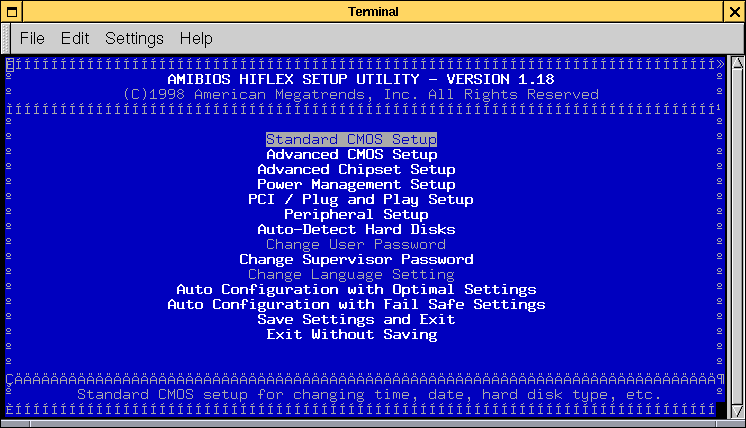 Terminal
File Edit Settings Help
AMIBIOS HIFLEX SETUP UTILITY - VERSION 1.18
(C)1998 American Megatrends, Inc. All Rights Reserved
Standard CMOS Setup
Advanced CMOS Setup
Advanced Chipset Setup
Power Management Setup
PCI / Plug and Play Setup
Peripheral Setup
Auto-Detect Hard Disks
Change User Password
Change Supervisor Password
Change Language Setting
Auto Configuration with Optimal Settings
Auto Configuration with Fail Safe Settings
Save Settings and Exit
Exit Without Saving
Standard CMOS setup for changing time, date, hard disk type, etc.